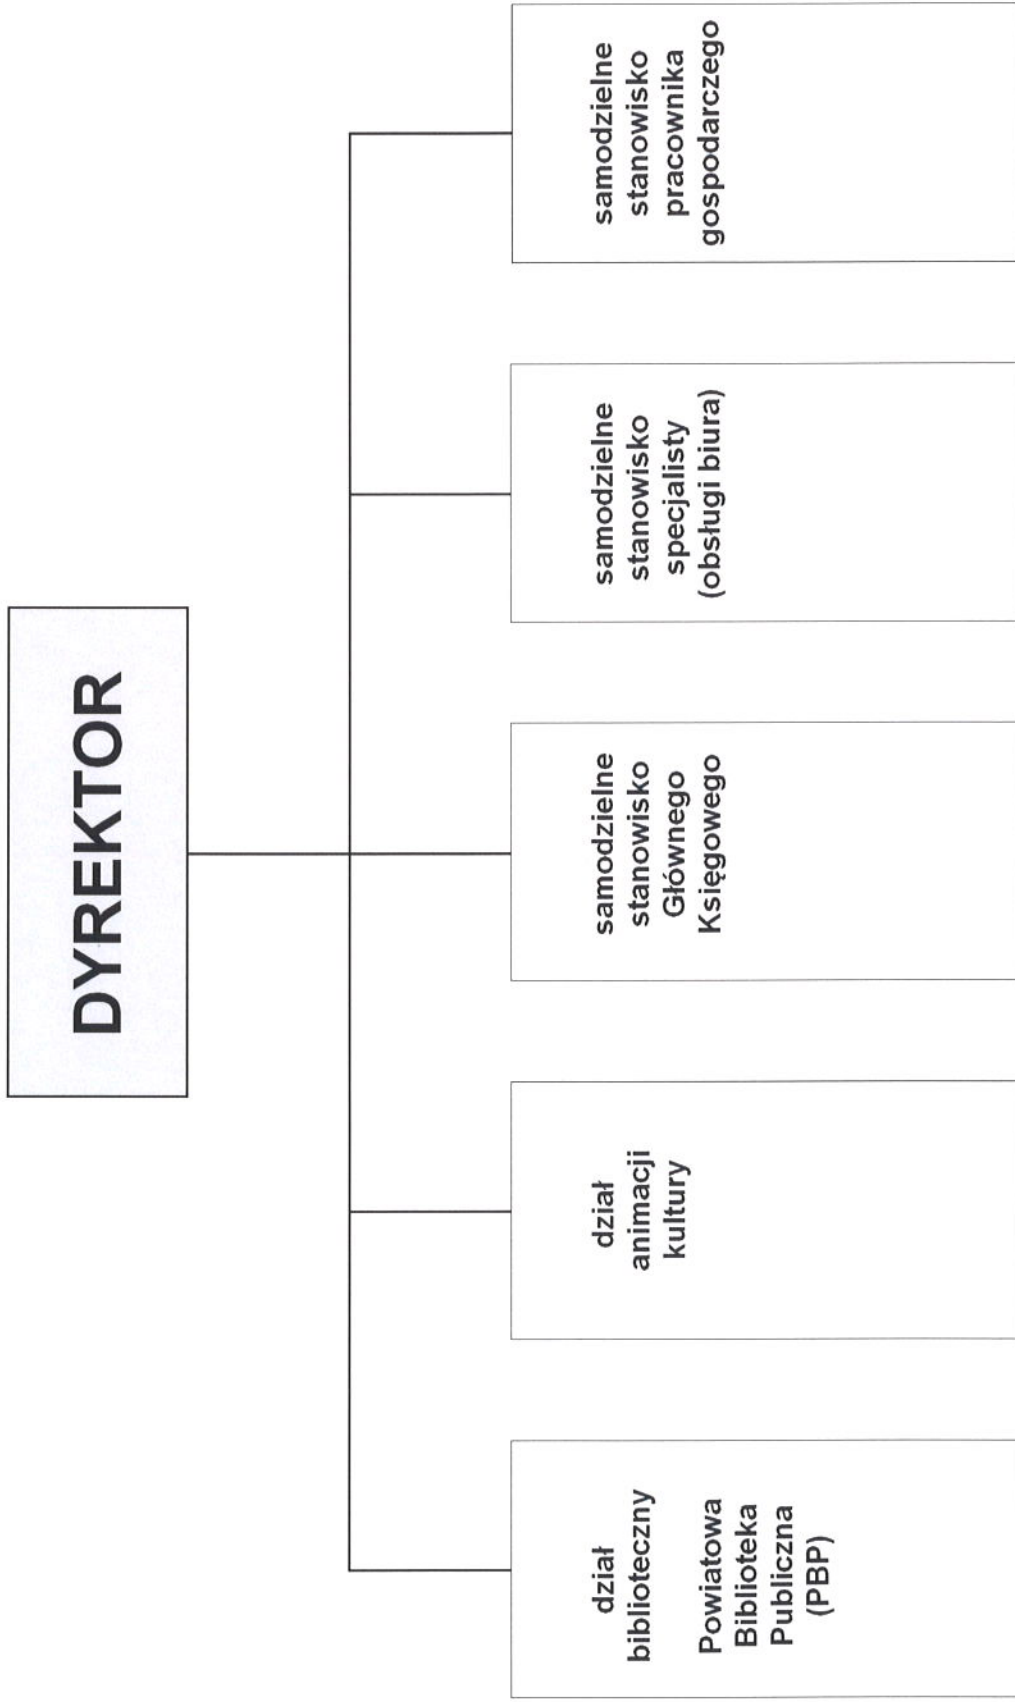 DYREKTOR
dział
biblioteczny
Powiatowa
Biblioteka
Publiczna
(PBP)
dział
animacji
kultury
samodzielne
stanowisko
Głównego
Księgowego
samodzielne
stanowisko
specjalisty
(obsługi biura)
samodzielne
stanowisko
pracownika
gospodarczego